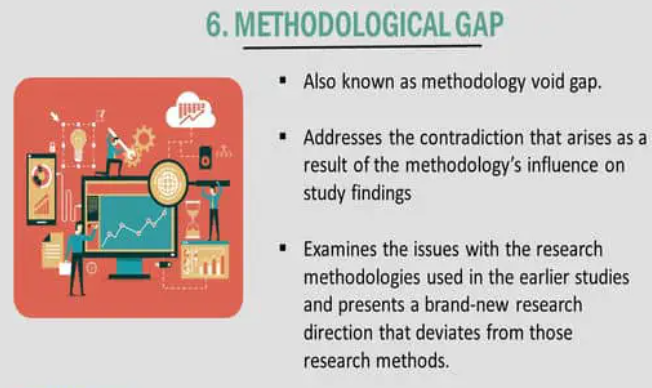 6. METHODOLOGICAL GAP
▪ Also known as methodology void gap.
▪ Addresses the contradiction that arises as a
result of the methodology's influence on
study findings
▪ Examines the issues with the research
methodologies used in the earlier studies
and presents a brand-new research
direction that deviates from those
research methods.